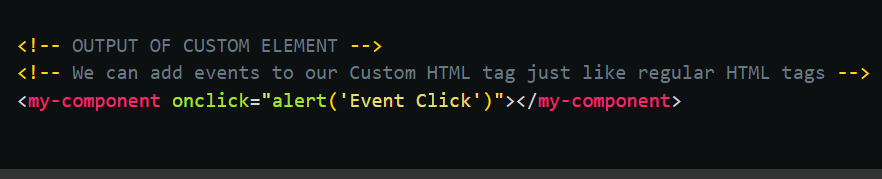 <!-- OUTPUT OF CUSTOM ELEMENT -->
<!-- We can add events to our Custom HTML tag just like regular HTML tags -->
<my-component onclick="alert('Event Click')"></my-component>